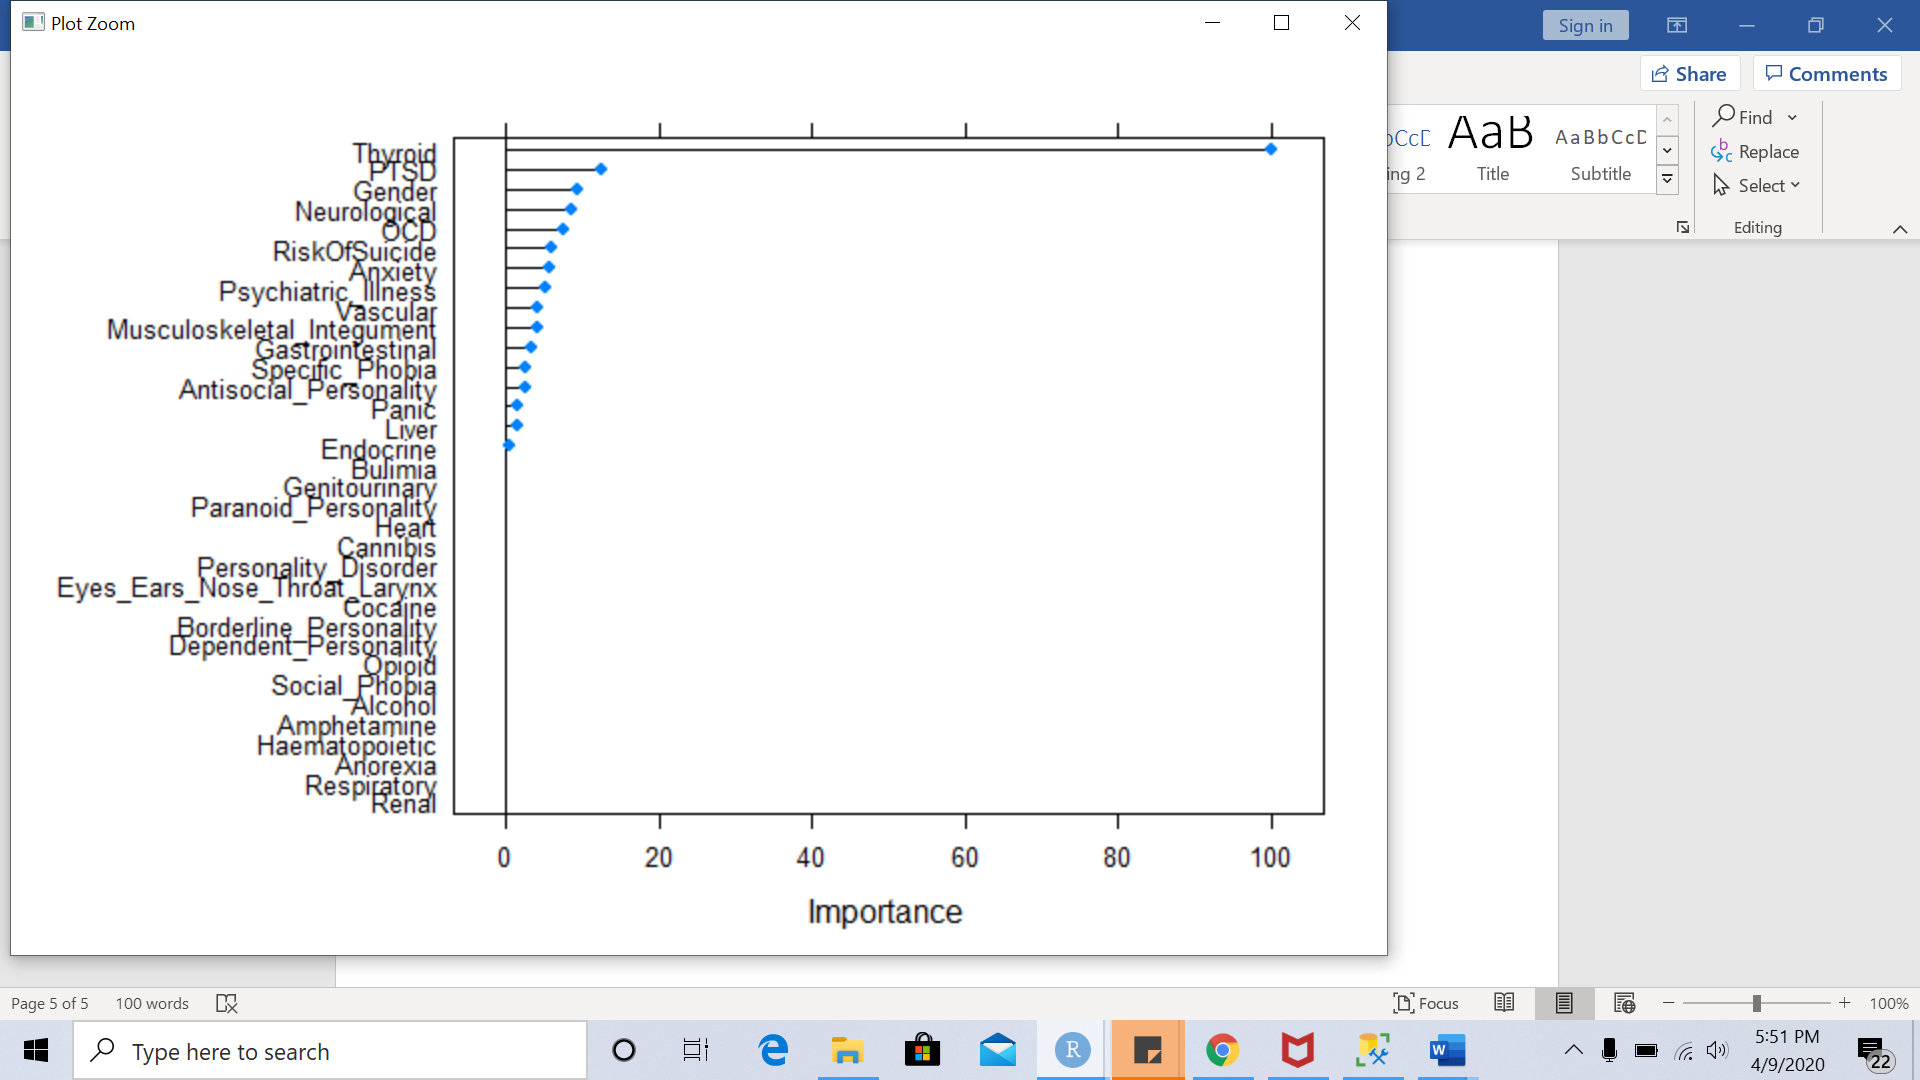 Plot Zoom
Sign in
Share
Comments
Find
Replace
Select
Editing
AaB
AaBbCcD
ing 2
Title
Subtitle
Thyroid
PTSD
Gender
Neurological
OCD
RiskOfSuicide
Anxiety
Psychiatric_Illness
Vascular
Musculoskeletal_Integument
Gastrointestinal
Specific_Phobia
Antisocial_Personality
Panic
Liver
Endocrine
Bulimia
Genitourinary
Paranoid_Personality
Heart
Cannibis
Personality_Disorder
Eyes_Ears_Nose_Throat_Larynx
Cocaine
Borderline_Personality
Dependent_Personality
Opioid
Social_Phobia
Alcohol
Amphetamine
Haematopoietic
Anorexia
Respiratory
Renal
0 20 40 60 80 100
Importance
Page 5 of 5 100 words
Focus
100%
Type here to search
R
W
5:51 PM
4/9/2020
22